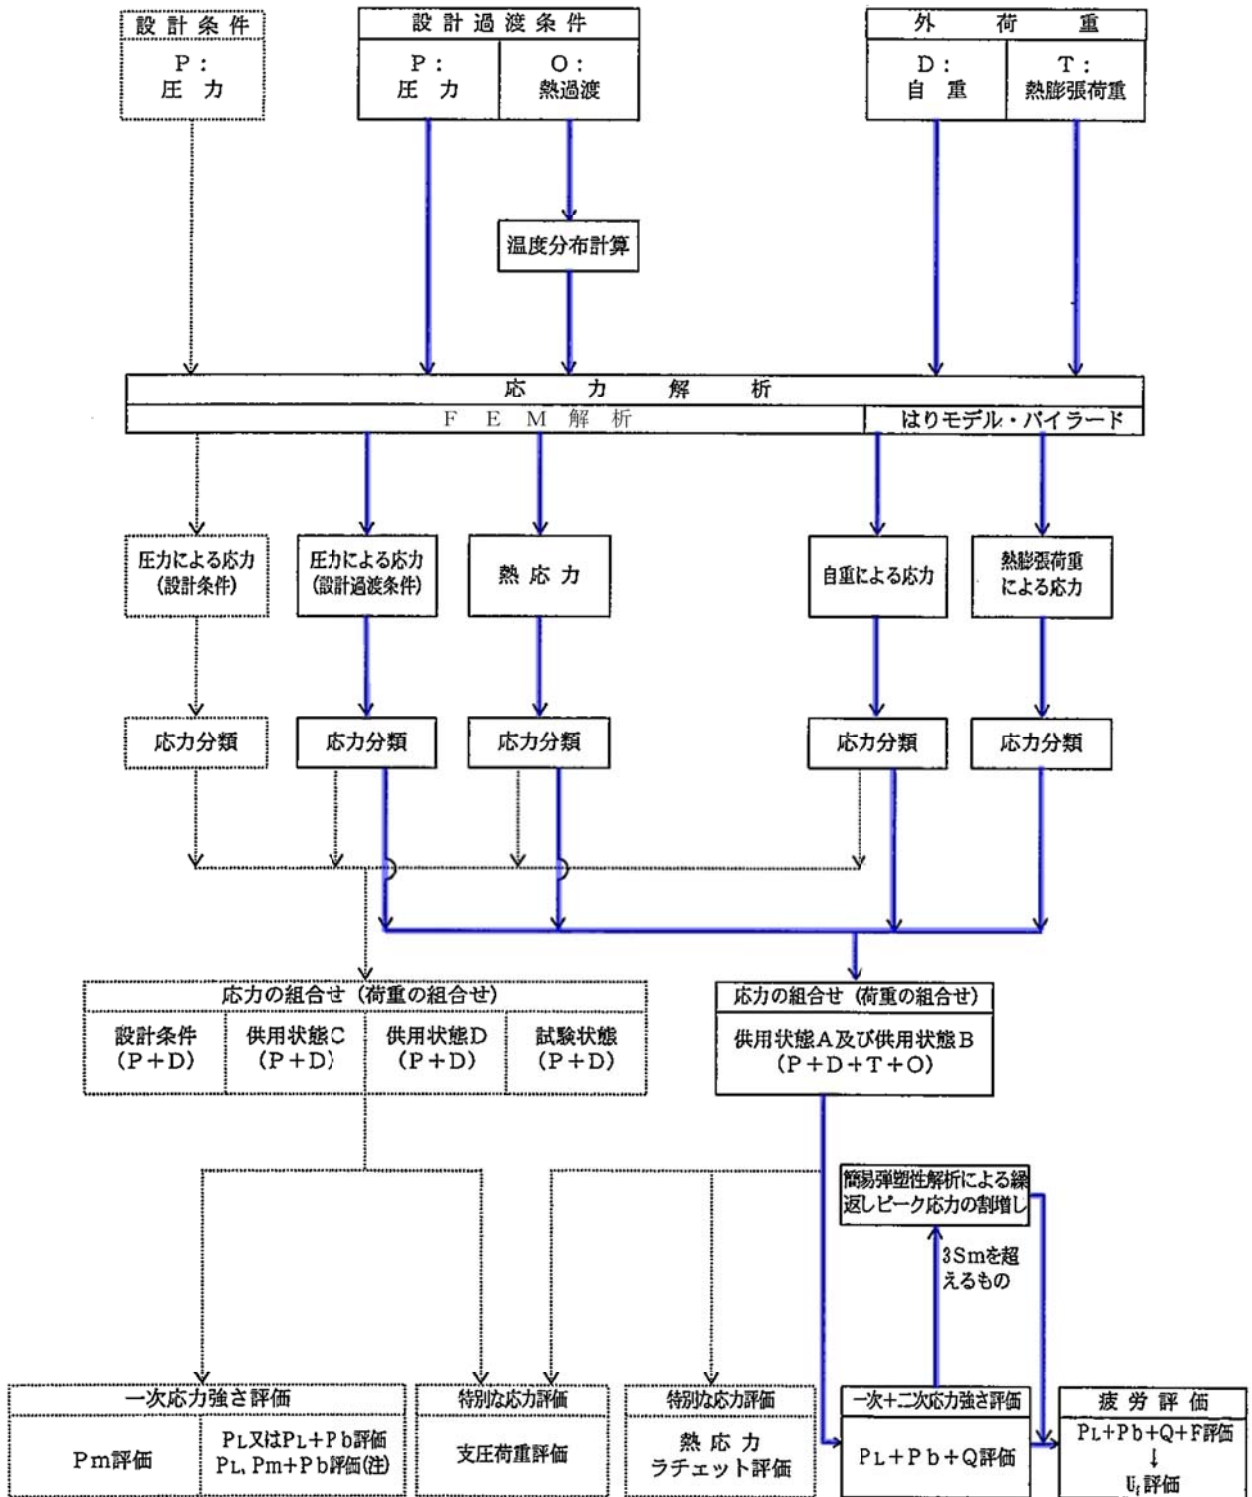 設計条件
P：
圧力
設計過渡条件
P：
圧力
O：
熱過渡
外荷重
D：
自重
T：
熱膨張荷重
温度分布計算
応力解析
FEM解析
はりモデル・バイラード
圧力による応力
(設計条件)
圧力による応力
(設計過渡条件)
熱応力
自重による応力
熱膨張荷重
による応力
応力分類
応力分類
応力分類
応力分類
応力分類
応力の組合せ（荷重の組合せ）
設計条件
(P＋D)
供用状態C
(P＋D)
供用状態D
(P＋D)
試験状態
(P＋D)
応力の組合せ（荷重の組合せ）
供用状態A及び供用状態B
(P＋D＋T＋O)
簡易弾塑性解析による繰
返しピーク応力の割増し
3Smを超
えるもの
一次応力強さ評価
Pm評価
PL又はPL＋Pb評価
PL, Pm＋Pb評価(注)
特別な応力評価
支圧荷重評価
特別な応力評価
熱応力
ラチェット評価
一次＋二次応力強さ評価
PL＋Pb＋Q評価
疲労評価
PL＋Pb＋Q＋F評価
↓
Uf評価